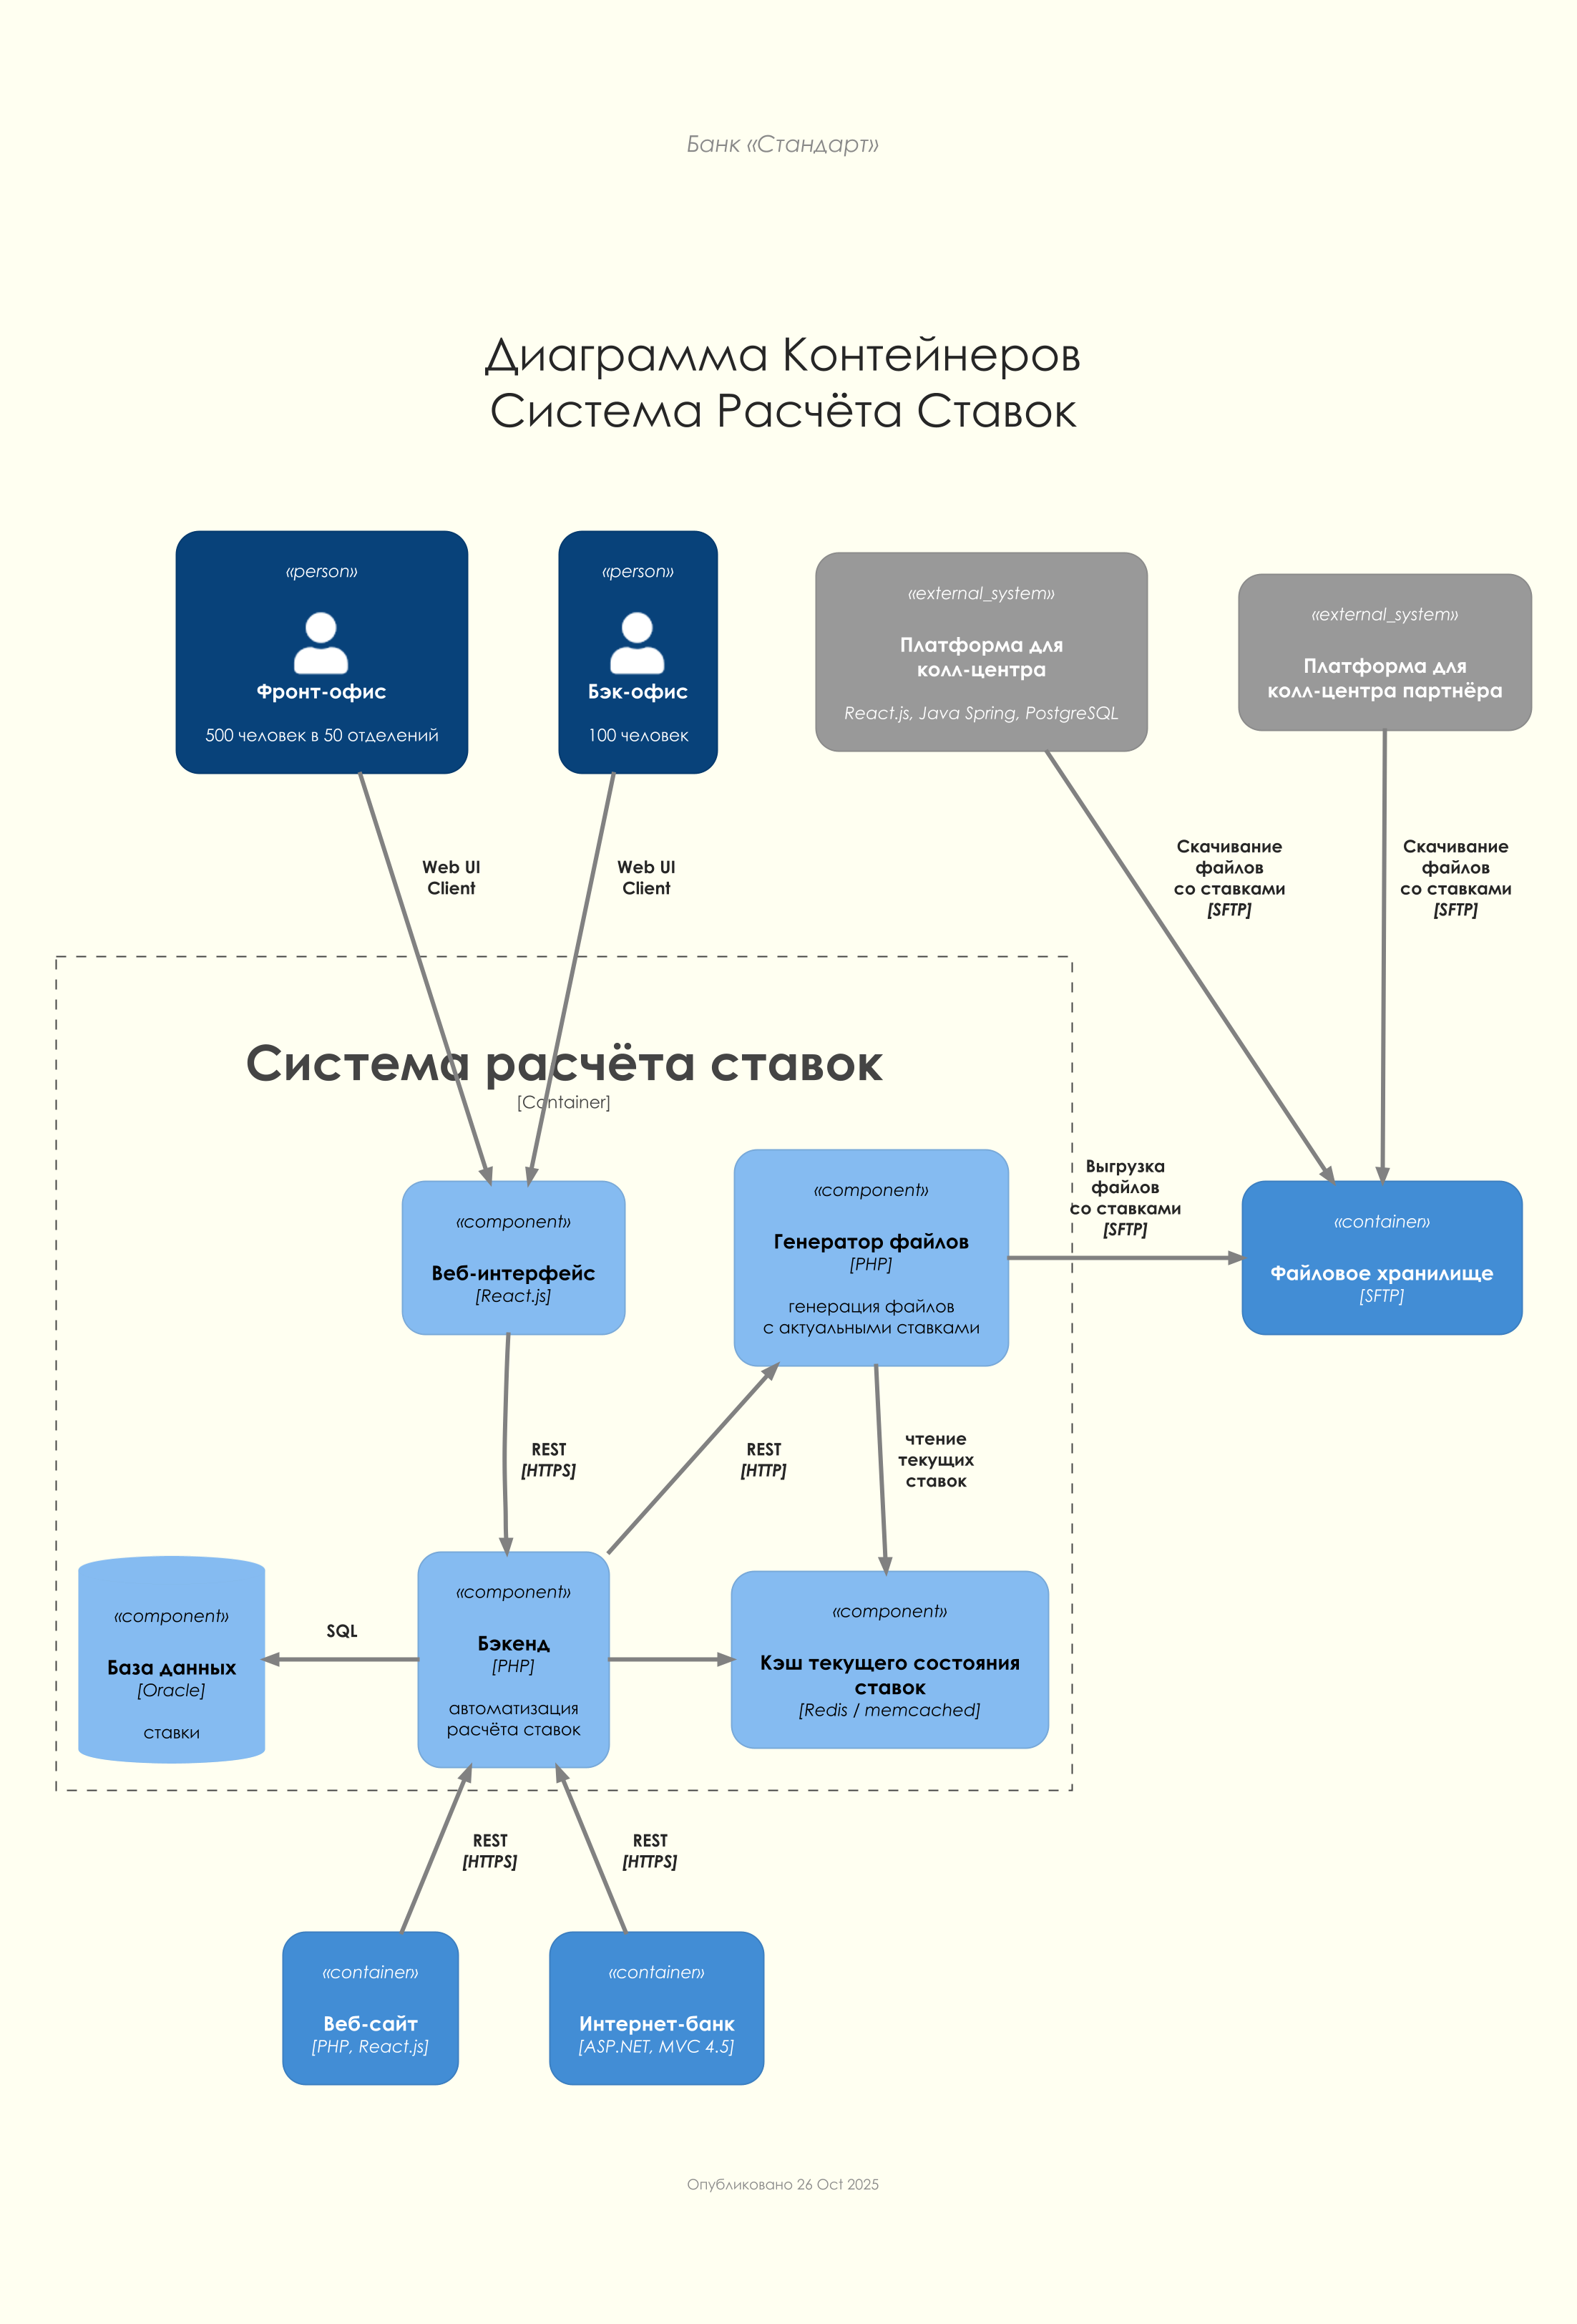 Банк «Стандарт»
Диаграмма Контейнеров
Система Расчёта Ставок
«person»
Фронт-офис
500 человек в 50 отделений
«person»
Бэк-офис
100 человек
«external_system»
Платформа для
колл-центра
React.js, Java Spring, PostgreSQL
«external_system»
Платформа для
колл-центра партнёра
Web UI
Client
Web UI
Client
Скачивание
файлов
со ставками
[SFTP]
Скачивание
файлов
со ставками
[SFTP]
Система расчёта ставок
[Container]
«component»
Веб-интерфейс
[React.js]
«component»
Генератор файлов
[PHP]
генерация файлов
с актуальными ставками
Выгрузка
файлов
со ставками
[SFTP]
«container»
Файловое хранилище
[SFTP]
REST
[HTTPS]
REST
[HTTP]
чтение
текущих
ставок
«component»
База данных
[Oracle]
ставки
SQL
«component»
Бэкенд
[PHP]
автоматизация
расчёта ставок
«component»
Кэш текущего состояния
ставок
[Redis / memcached]
REST
[HTTPS]
REST
[HTTPS]
«container»
Веб-сайт
[PHP, React.js]
«container»
Интернет-банк
[ASP.NET, MVC 4.5]
Опубликовано 26 Oct 2025